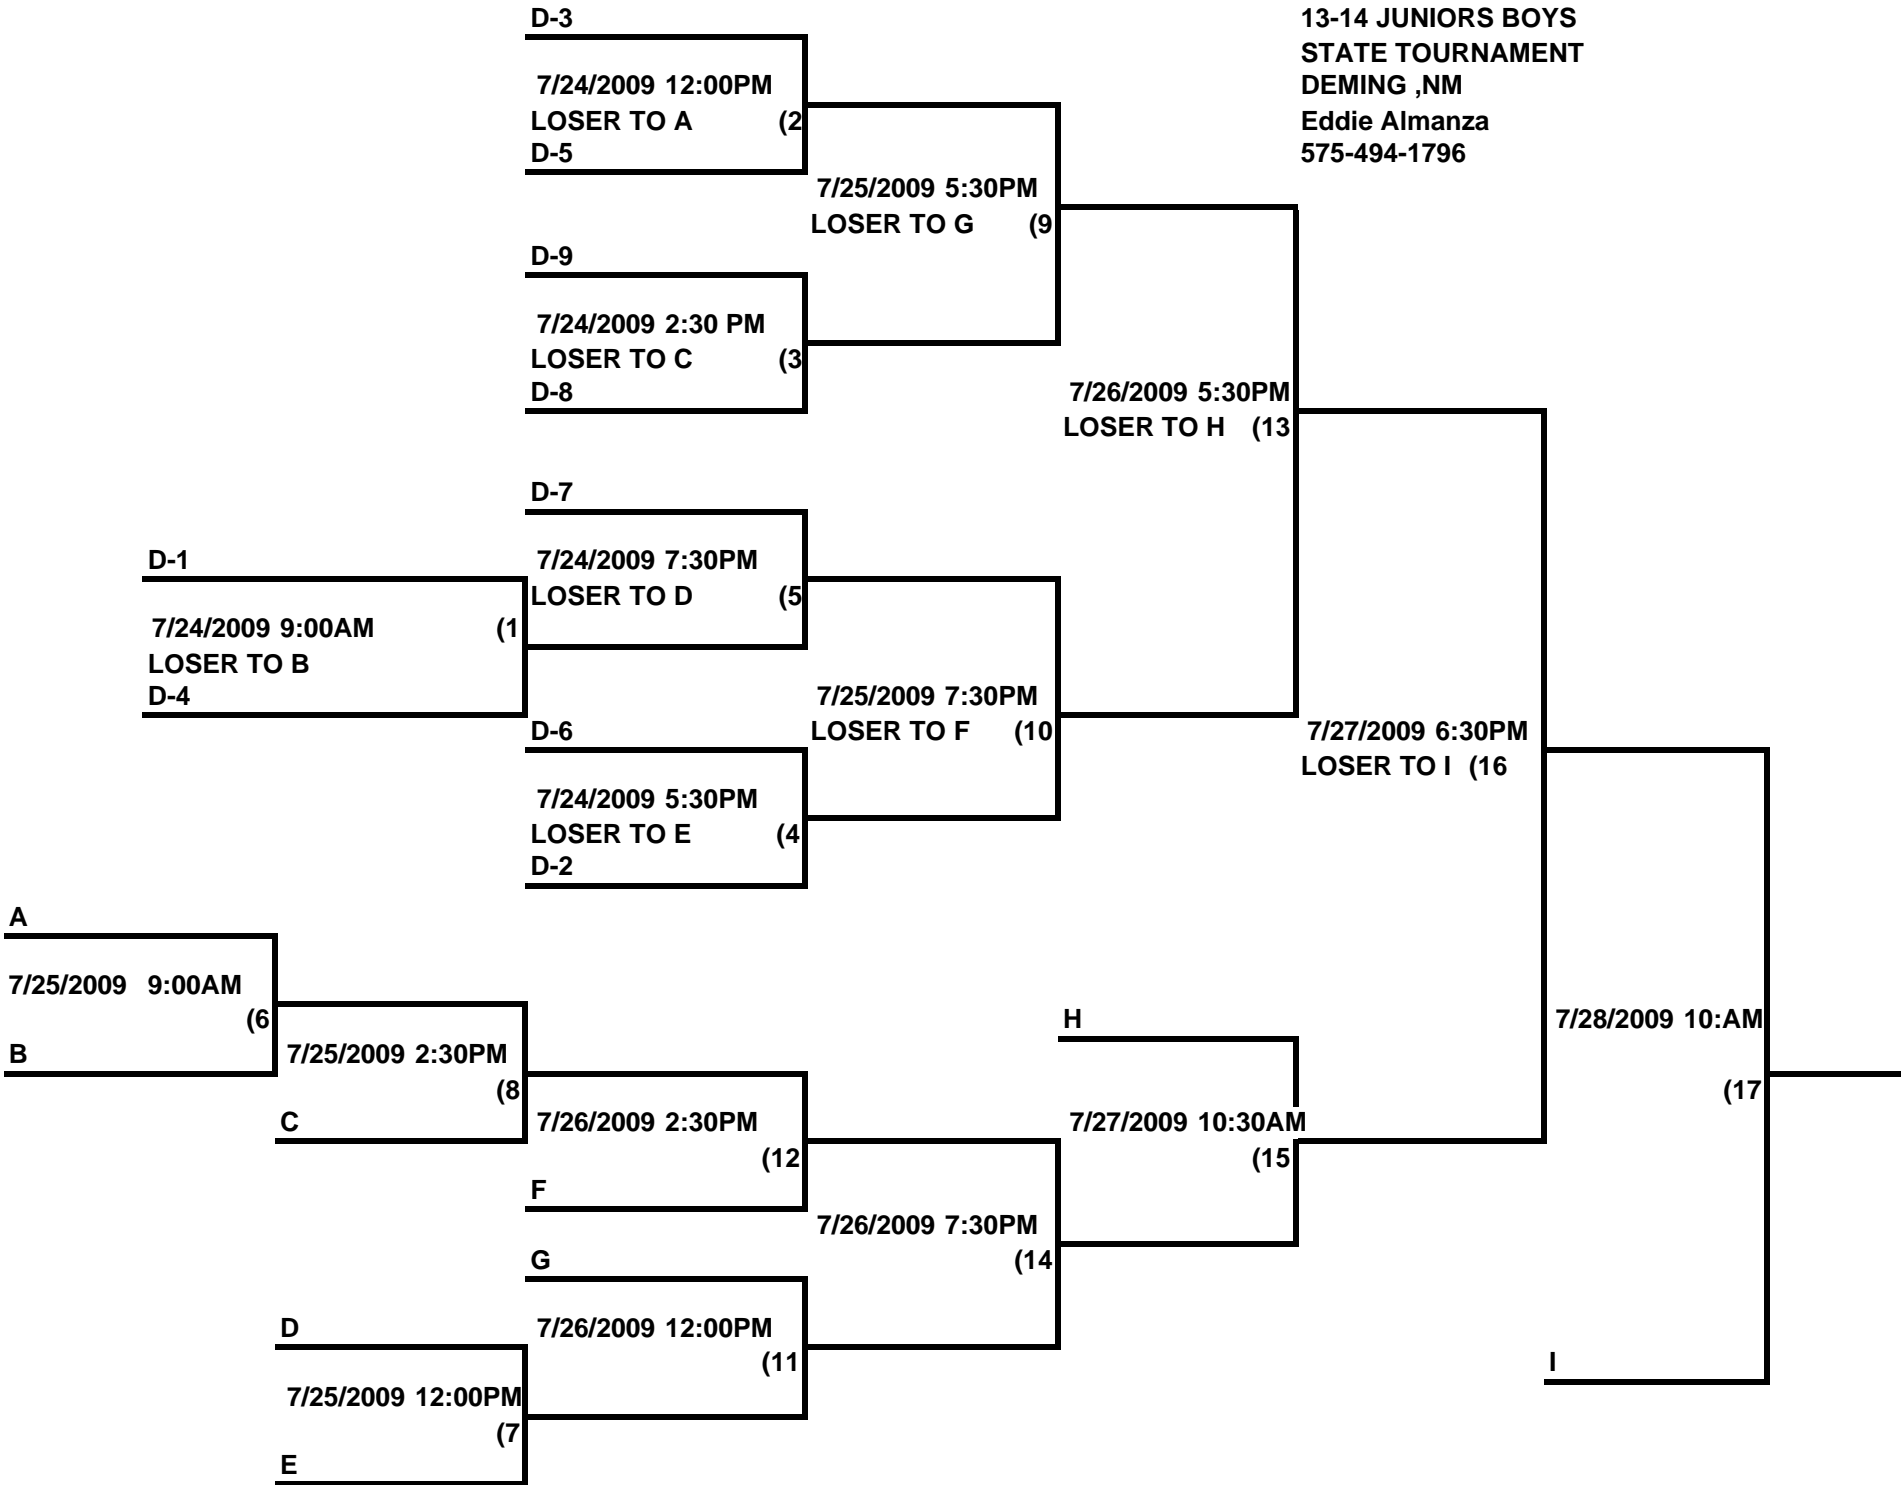 D-3
13-14 JUNIORS BOYS
STATE TOURNAMENT
7/24/2009 12:00PM
DEMING ,NM
LOSER TO A (2
Eddie Almanza
D-5
575-494-1796
7/25/2009 5:30PM
LOSER TO G (9
D-9
7/24/2009 2:30 PM
LOSER TO C (3
D-8
7/26/2009 5:30PM
LOSER TO H (13
D-7
D-1
7/24/2009 7:30PM
LOSER TO D (5
7/24/2009 9:00AM (1
LOSER TO B
D-4
7/25/2009 7:30PM
D-6
LOSER TO F (10
7/27/2009 6:30PM
LOSER TO I (16
7/24/2009 5:30PM
LOSER TO E (4
D-2
A
7/25/2009 9:00AM
(6
H
7/28/2009 10:AM
B
7/25/2009 2:30PM
(8
(17
C
7/26/2009 2:30PM
7/27/2009 10:30AM
(12
(15
F
7/26/2009 7:30PM
G
(14
D
7/26/2009 12:00PM
(11
I
7/25/2009 12:00PM
(7
E